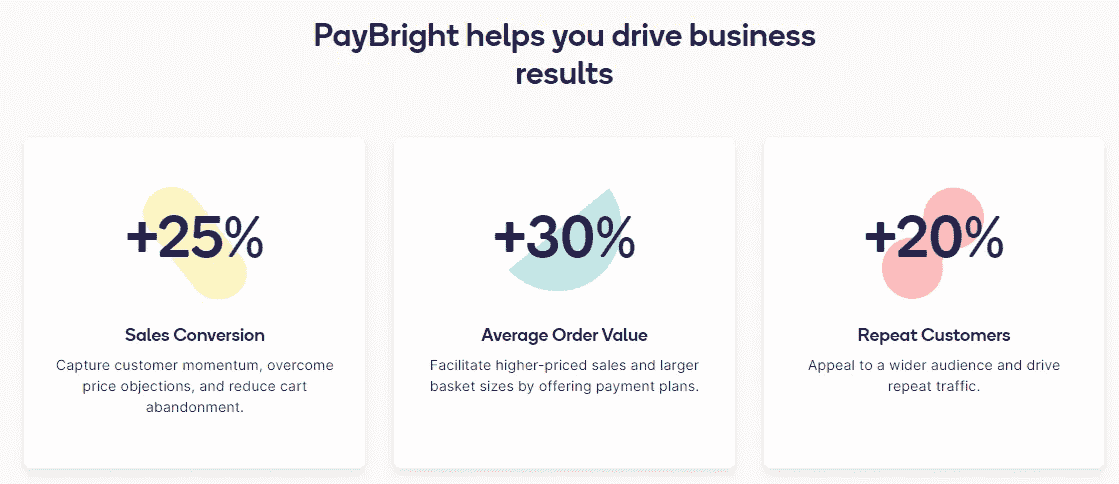 PayBright helps you drive business
results
+25%
Sales Conversion
Capture customer momentum, overcome
price objections, and reduce cart
abandonment.
+30%
Average Order Value
Facilitate higher-priced sales and larger
basket sizes by offering payment plans.
+20%
Repeat Customers
Appeal to a wider audience and drive
repeat traffic.